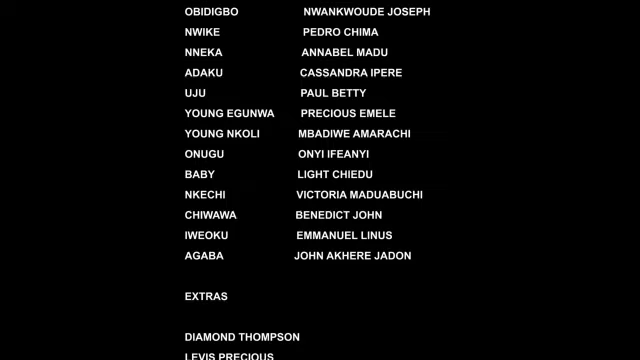 OBIDIGBO NWANKWOUDE JOSEPH
NWIKE PEDRO CHIMA
NNEKA ANNABEL MADU
ADAKU CASSANDRA IPERE
UJU PAUL BETTY
YOUNG EGUNWA PRECIOUS EMELE
YOUNG NKOLI MBADIWE AMARACHI
ONUGU ONYI IFEANYI
BABY LIGHT CHIEDU
NKECHI VICTORIA MADUABUCHI
CHIWAWA BENEDICT JOHN
IWEOKU EMMANUEL LINUS
AGABA JOHN AKHERE JADON
EXTRAS
DIAMOND THOMPSON
LEVIS PRECIOUS